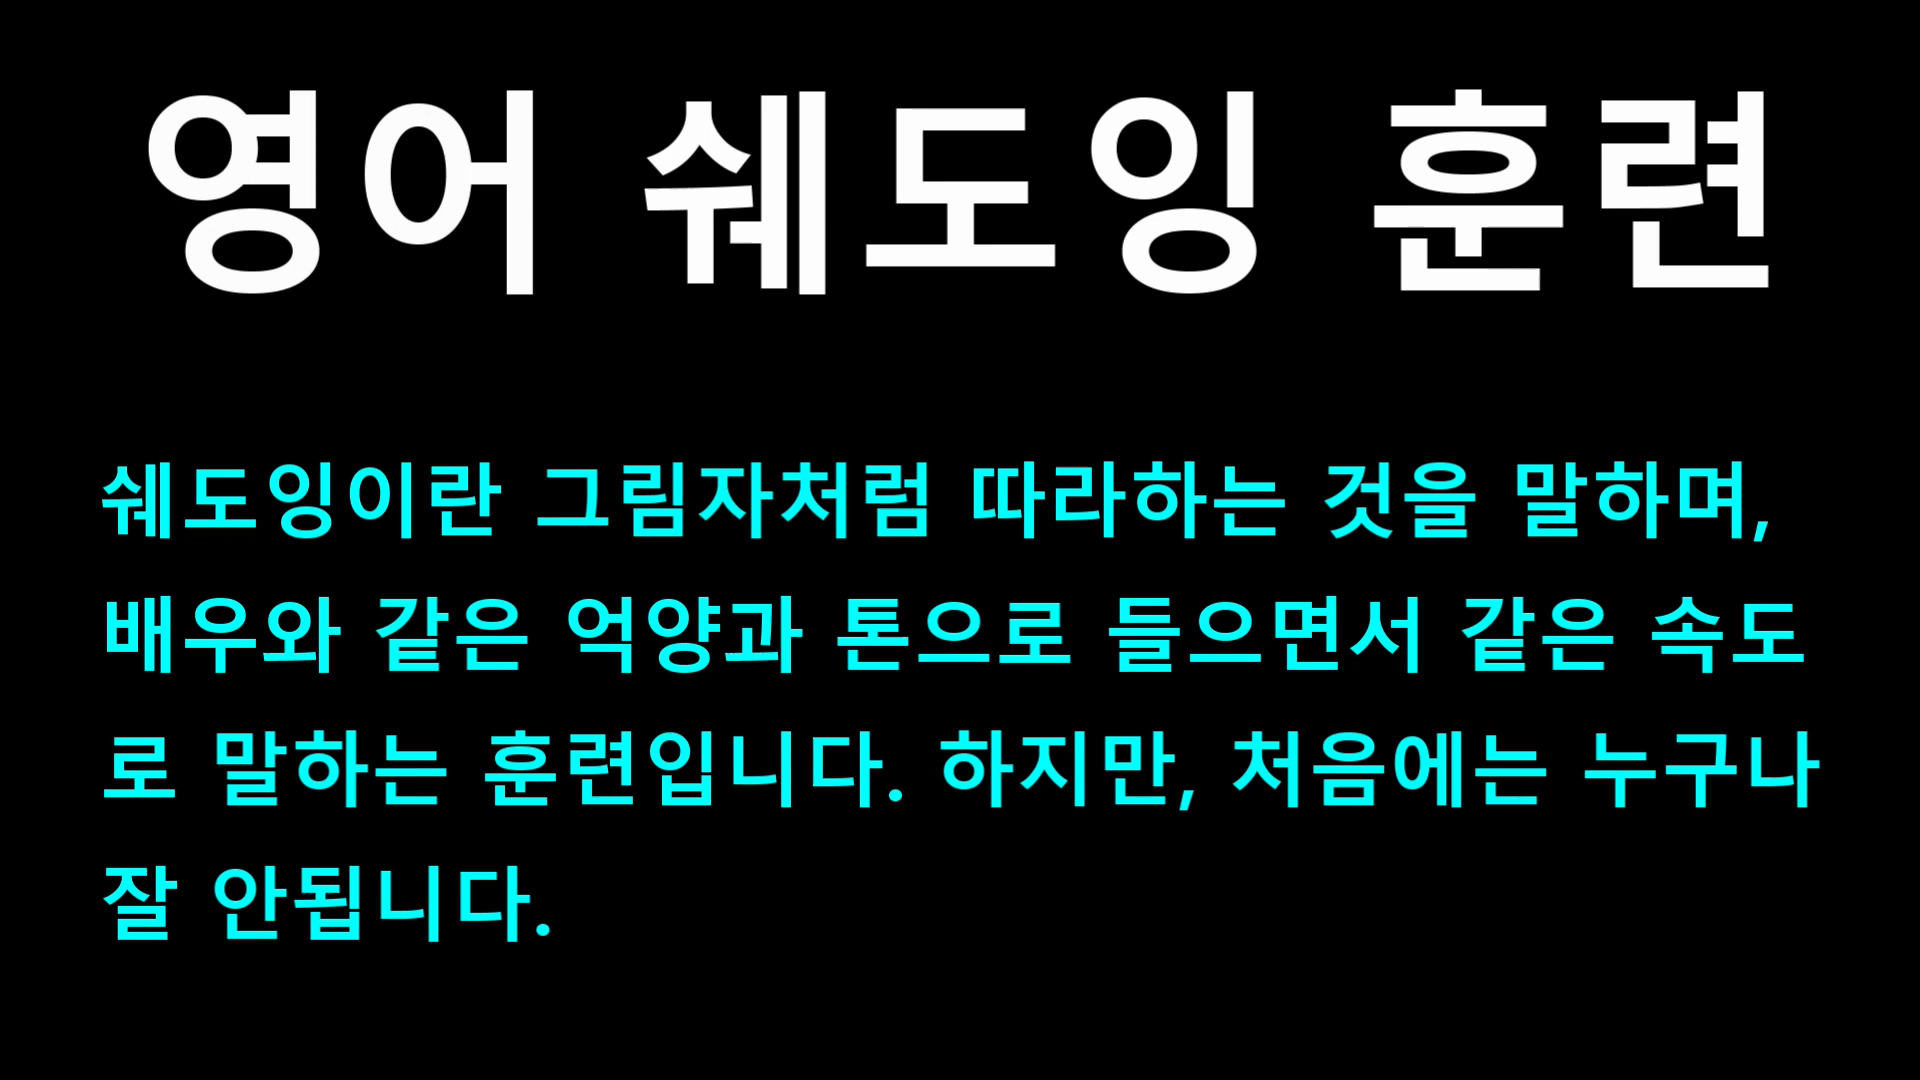 영어 쉐도잉 훈련
쉐도잉이란 그림자처럼 따라하는 것을 말하며,
배우와 같은 억양과 톤으로 들으면서 같은 속도
로 말하는 훈련입니다. 하지만, 처음에는 누구나
잘 안됩니다.